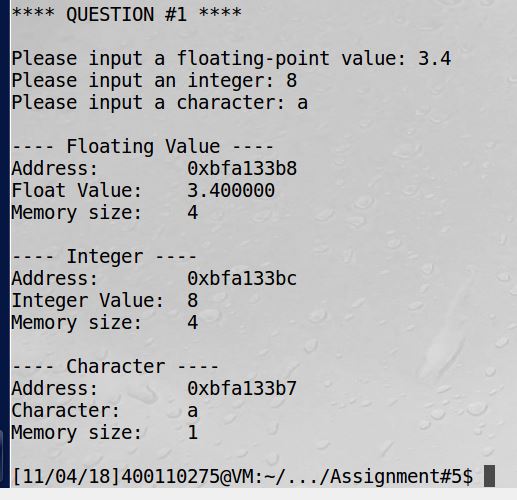 **** QUESTION #1 ****
Please input a floating-point value: 3.4
Please input an integer: 8
Please input a character: a
---- Floating Value ----
Address: 0xbfa133b8
Float Value: 3.400000
Memory size: 4
---- Integer ----
Address: 0xbfa133bc
Integer Value: 8
Memory size: 4
---- Character ----
Address: 0xbfa133b7
Character: a
Memory size: 1
[11/04/18]400110275@VM:~/.../Assignment#5$